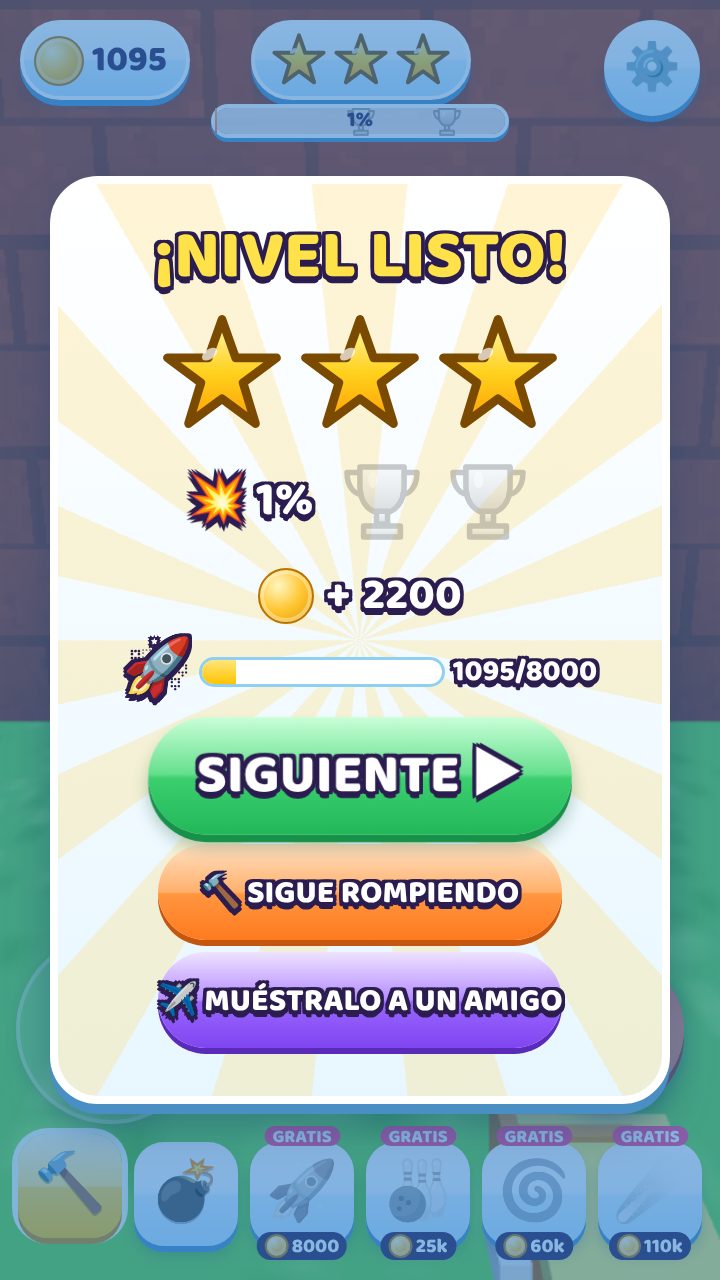 1095
1%
¡NIVEL LISTO!
1%
+ 2200
1095/8000
SIGUIENTE
SIGUE ROMPIENDO
MUÉSTRALO A UN AMIGO
GRATIS GRATIS GRATIS GRATIS
8000 25k 60k 110k